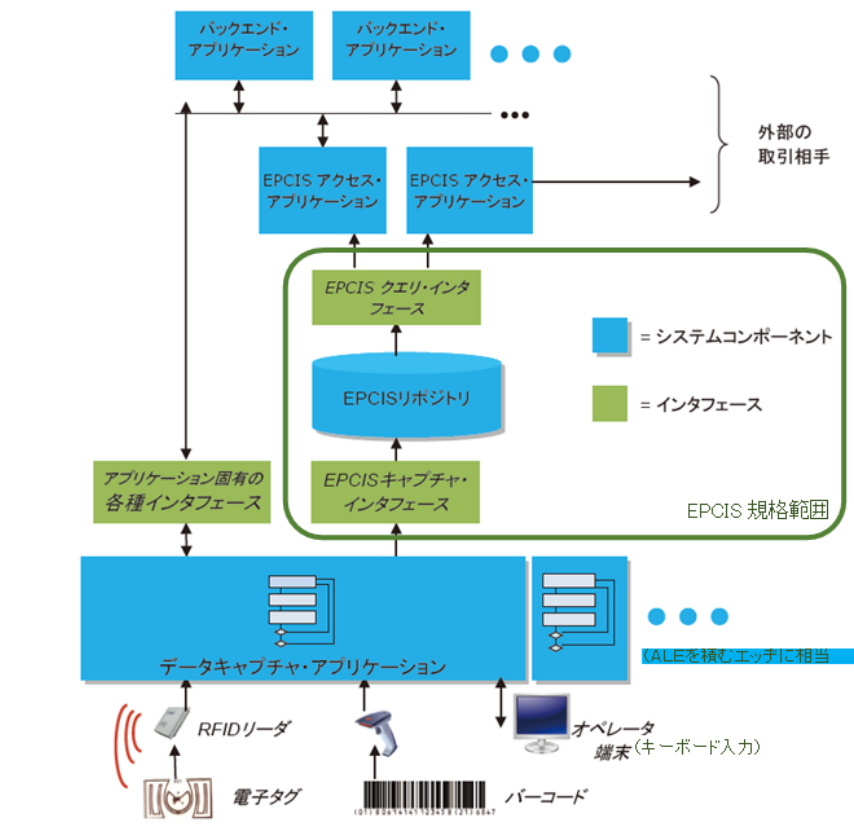 バックエンド・
アプリケーション
バックエンド・
アプリケーション
外部の
取引相手
EPCIS アクセス・
アプリケーション
EPCIS アクセス・
アプリケーション
EPCIS クエリ・インタ
フェース
= システムコンポーネント
EPCISリポジトリ
= インタフェース
アプリケーション固有の
各種インタフェース
EPCISキャプチャ・
インタフェース
EPCIS 規格範囲
データキャプチャ・アプリケーション
(ALEを積むエッヂに相当
RFIDリーダ
オペレータ
端末(キーボード入力)
電子タグ
バーコード
(01)80614141123458(21)6847